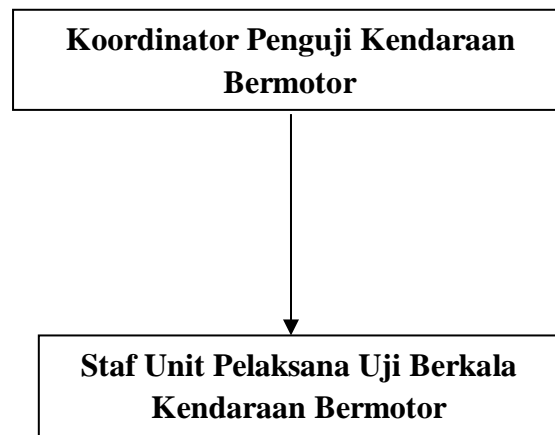 Koordinator Penguji Kendaraan
Bermotor
Staf Unit Pelaksana Uji Berkala
Kendaraan Bermotor